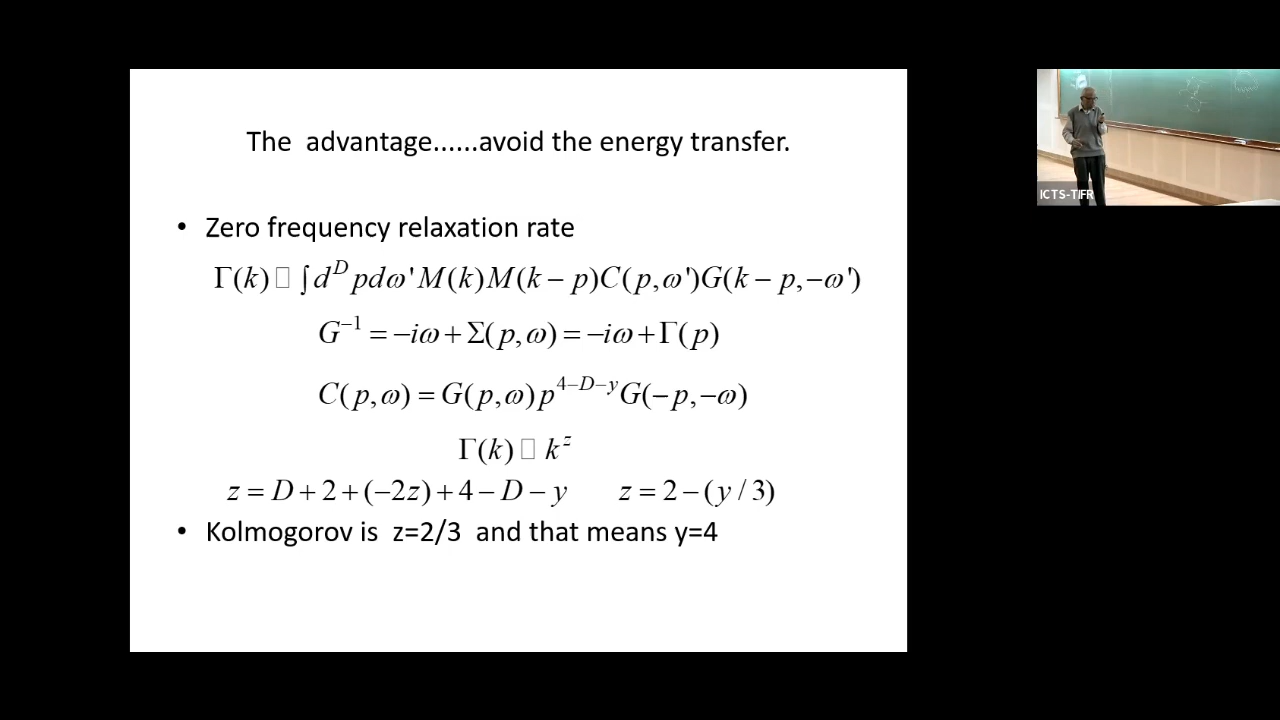 The advantage......avoid the energy transfer.
• Zero frequency relaxation rate
Γ(k) □ ∫d^D pdω'M(k)M(k − p)C(p,ω')G(k − p,−ω')
G^{−1} = −iω + Σ(p,ω) = −iω + Γ(p)
C(p,ω) = G(p,ω)p^{4−D−y}G(−p,−ω)
Γ(k) □ k^z
z = D + 2 + (−2z) + 4 − D − y z = 2 − (y / 3)
• Kolmogorov is z=2/3 and that means y=4
ICTS-TIFR